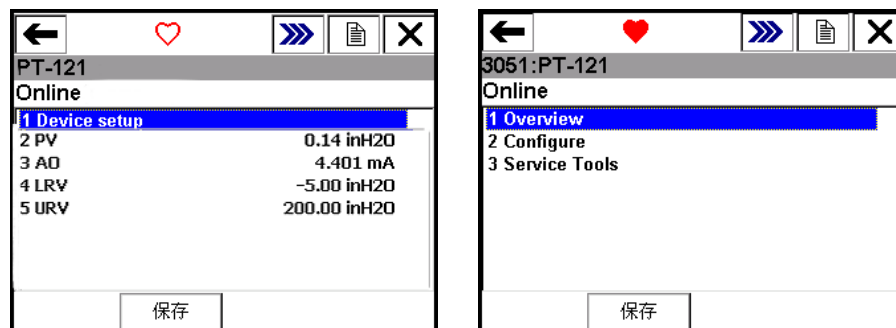 PT-121
Online
1 Device setup
2 PV 0.14 inH2O
3 AO 4.401 mA
4 LRV -5.00 inH2O
5 URV 200.00 inH2O
保存
3051:PT-121
Online
1 Overview
2 Configure
3 Service Tools
保存